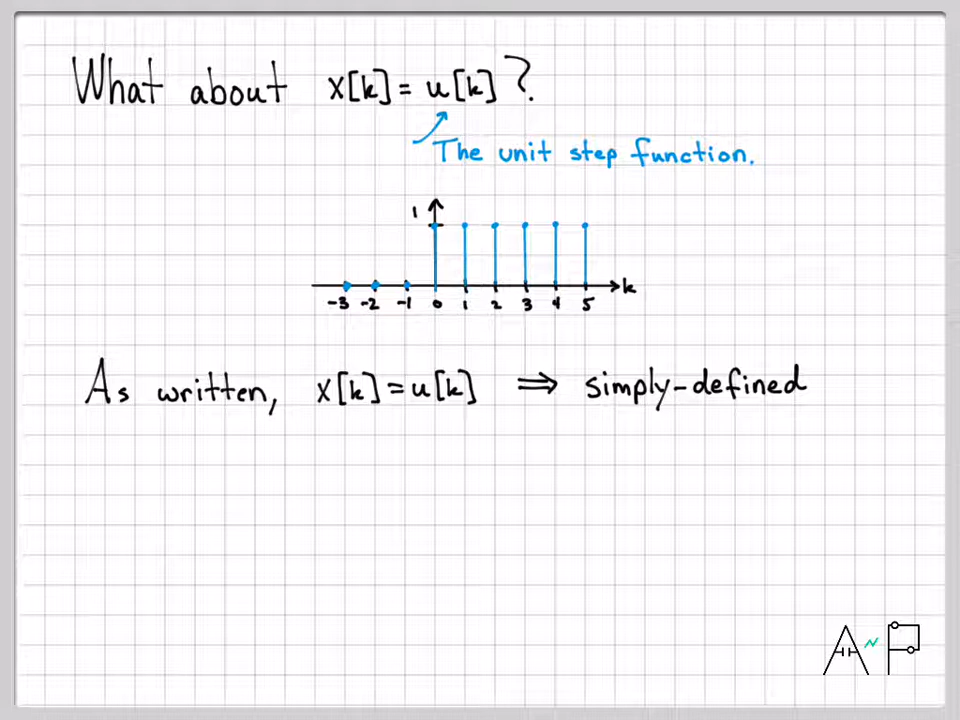 What about x[k] = u[k]?
The unit step function.
1
k
-3 -2 -1 0 1 2 3 4 5
As written, x[k] = u[k] ⟹ simply-defined
A~P